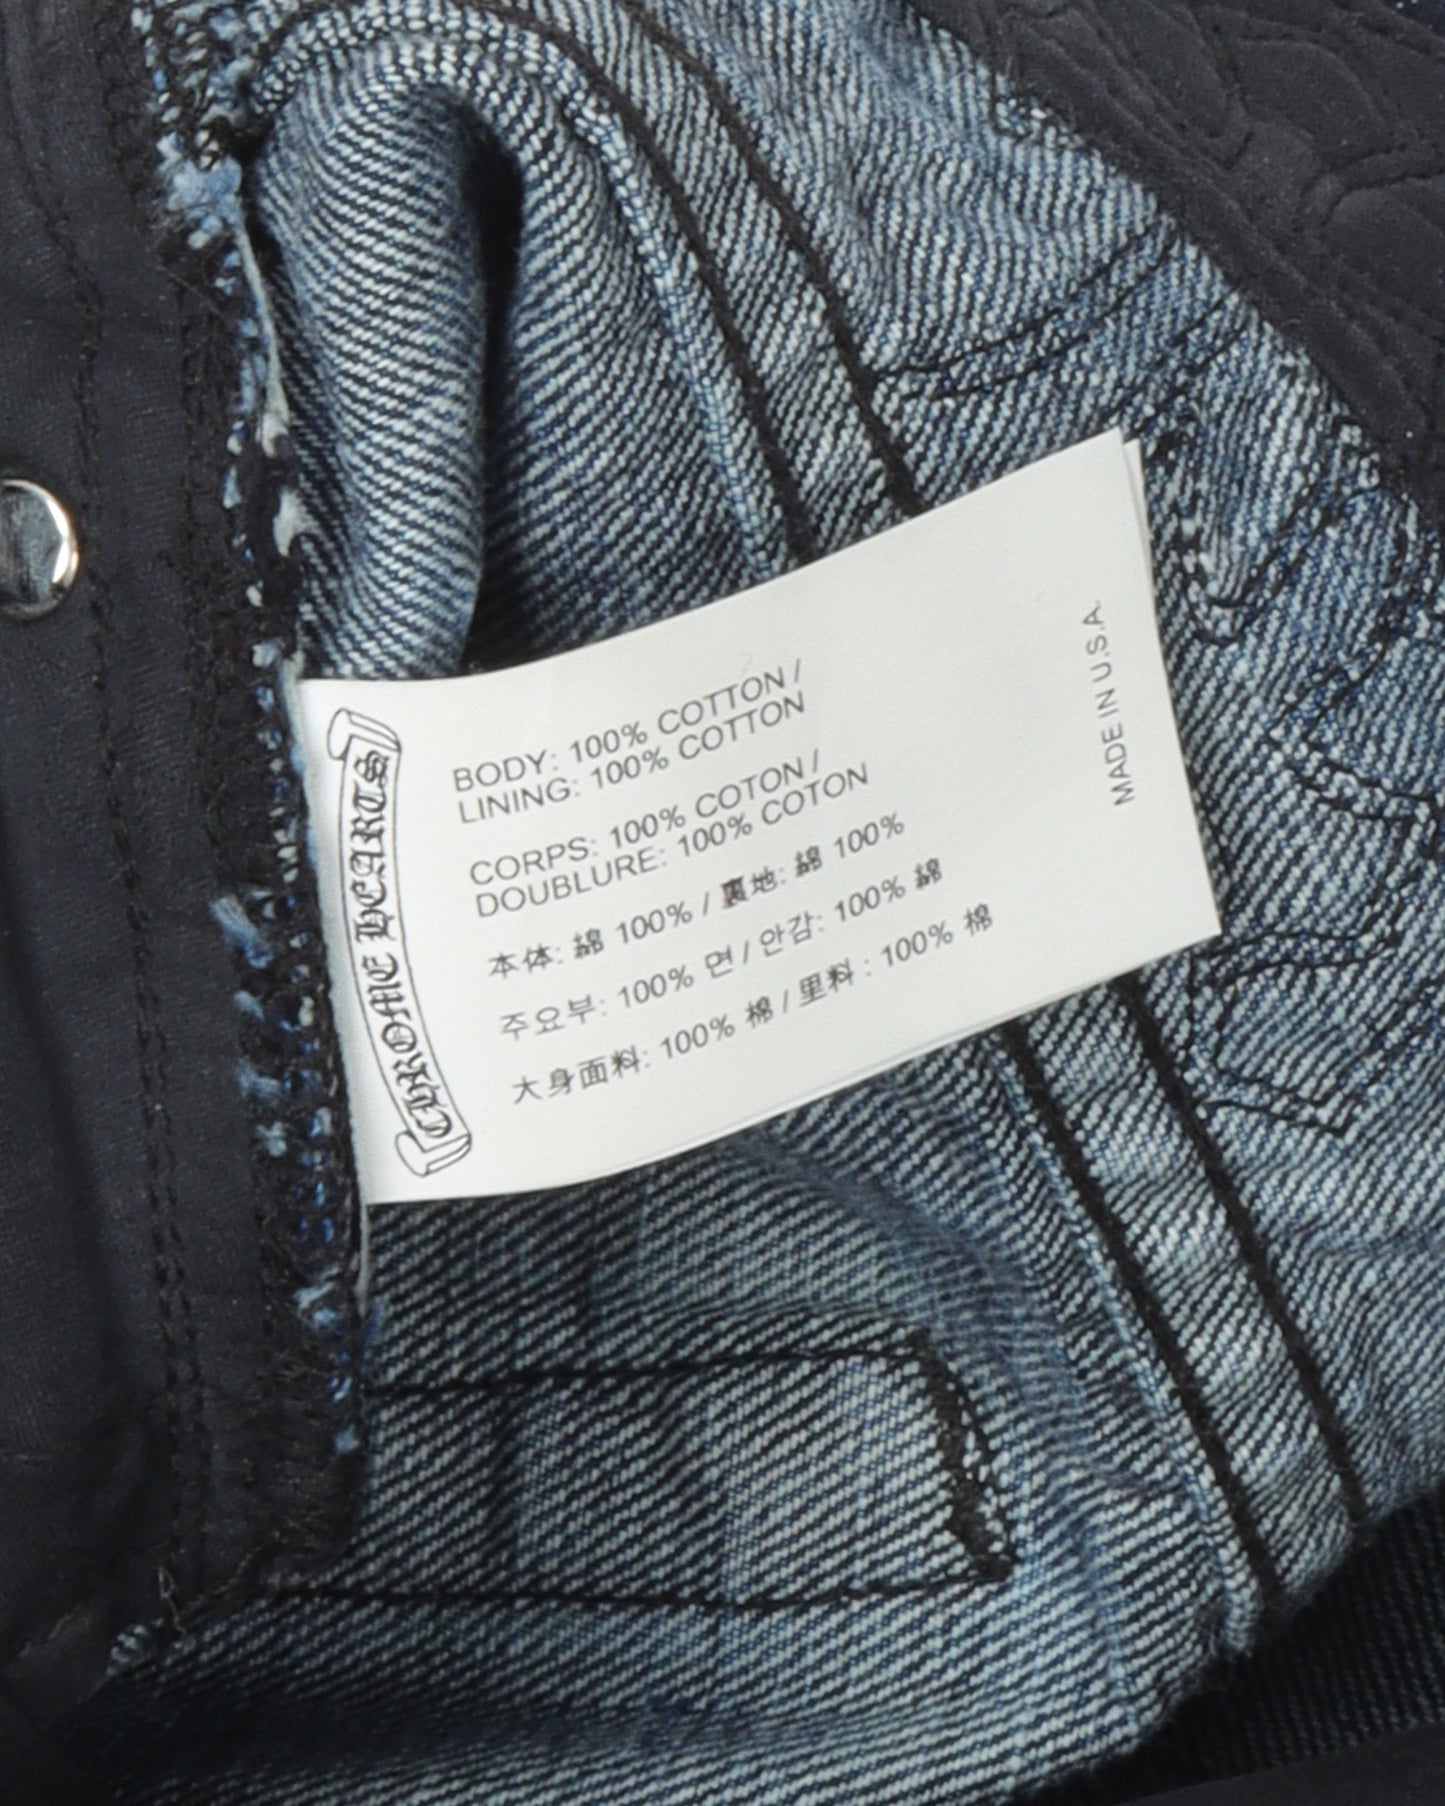 CHROME HEARTS
BODY: 100% COTTON /
LINING: 100% COTTON
CORPS: 100% COTON /
DOUBLURE: 100% COTON
本体: 綿 100% / 裏地: 綿 100%
주요부: 100% 면 / 안감: 100% 綿
大身面料: 100% 棉 / 里料 : 100% 棉
MADE IN U.S.A.